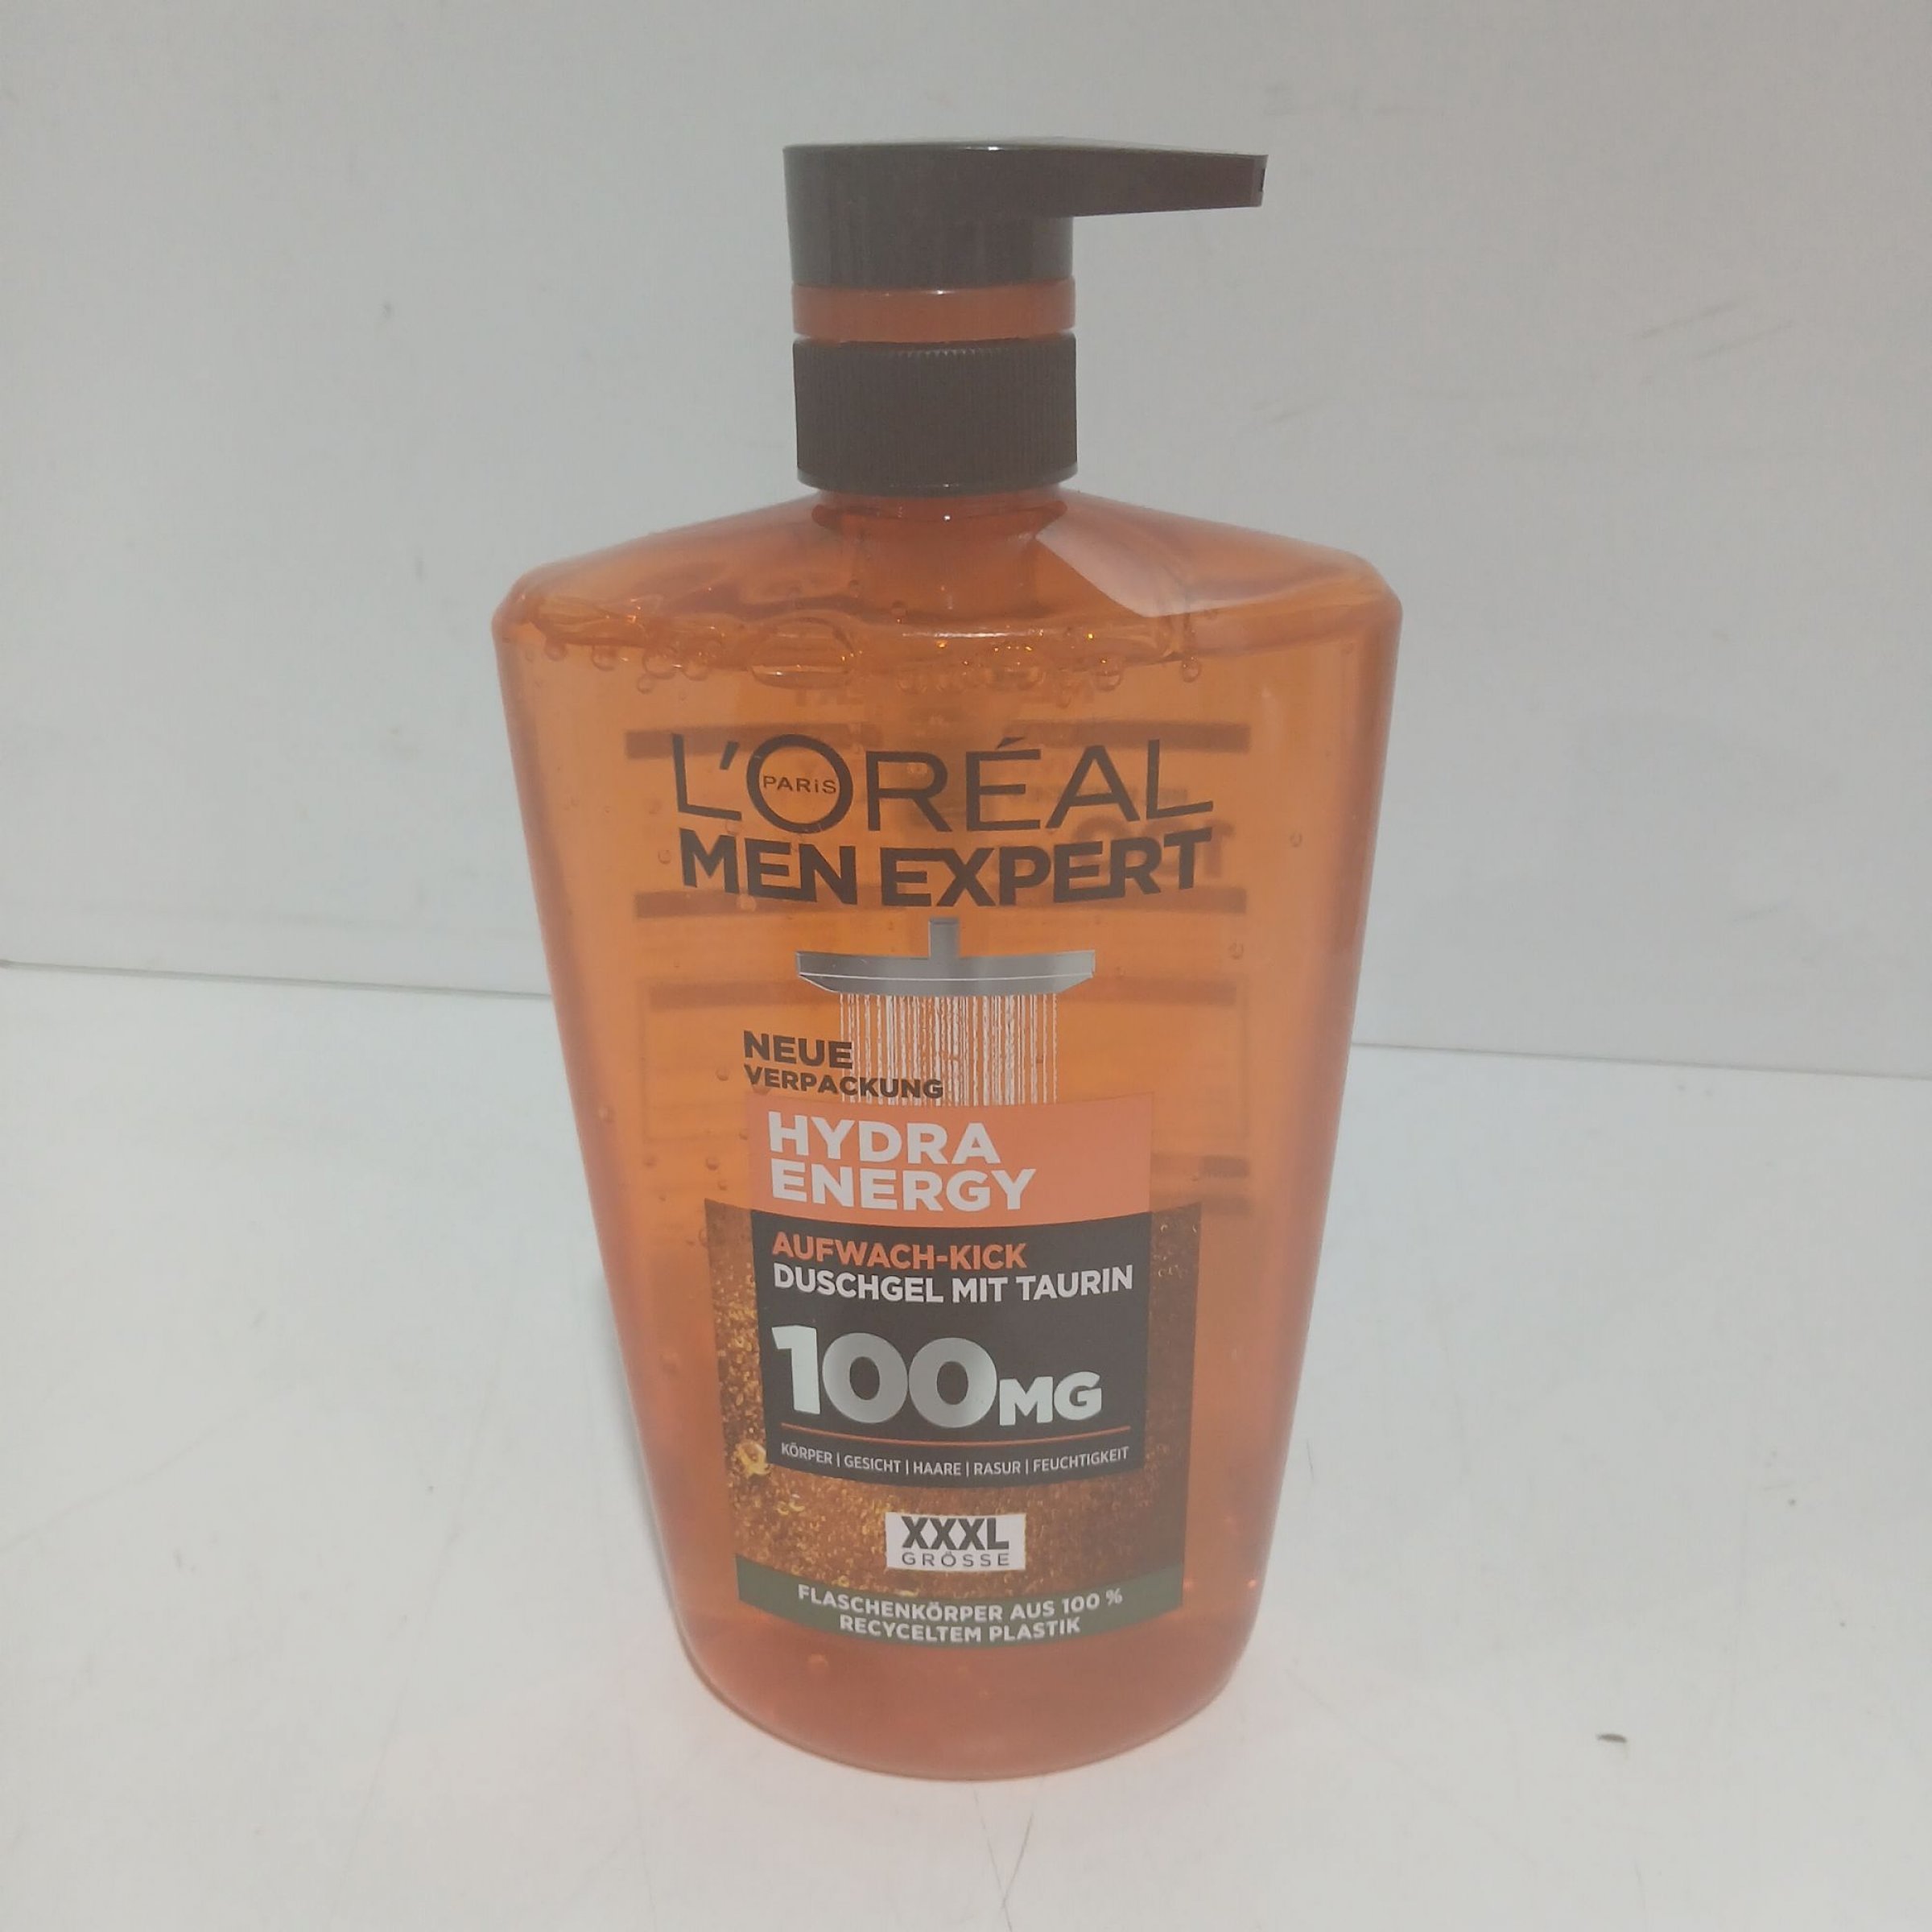 L'ORÉAL
PARiS
MEN EXPERT
NEUE
VERPACKUNG
HYDRA
ENERGY
AUFWACH-KICK
DUSCHGEL MIT TAURIN
100MG
KÖRPER | GESICHT | HAARE | RASUR | FEUCHTIGKEIT
XXXL
GRÖSSE
FLASCHENKÖRPER AUS 100 %
RECYCELTEM PLASTIK